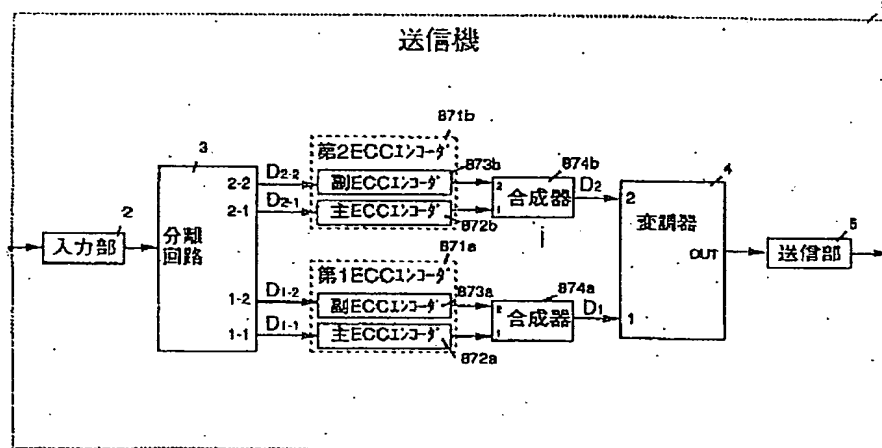 送信機
871b
第2ECCエンコーダ
873b
874b
3
4
D2-2
2-2
副ECCエンコーダ
2
合成器
D2
2
D2-1
2-1
主ECCエンコーダ
1
872b
変調器
2
5
入力部
分離
回路
871a
OUT
送信部
第1ECCエンコーダ
873a
874a
D1-2
1-2
副ECCエンコーダ
2
合成器
D1
1
D1-1
1-1
主ECCエンコーダ
1
872a